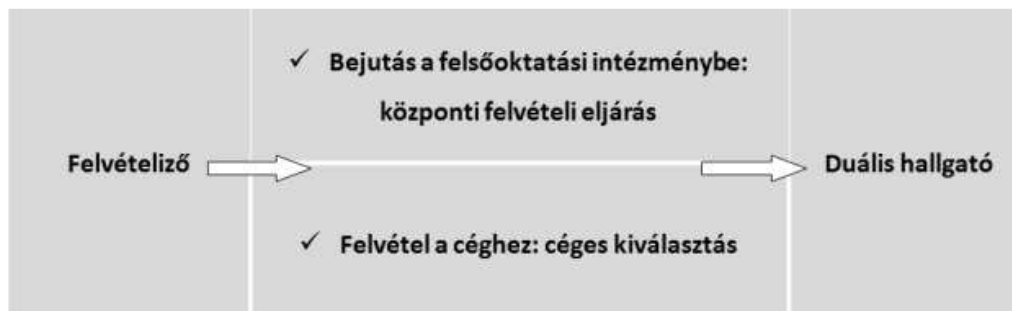 Felvételiző
✓ Bejutás a felsőoktatási intézménybe:
központi felvételi eljárás
✓ Felvétel a céghez: céges kiválasztás
Duális hallgató